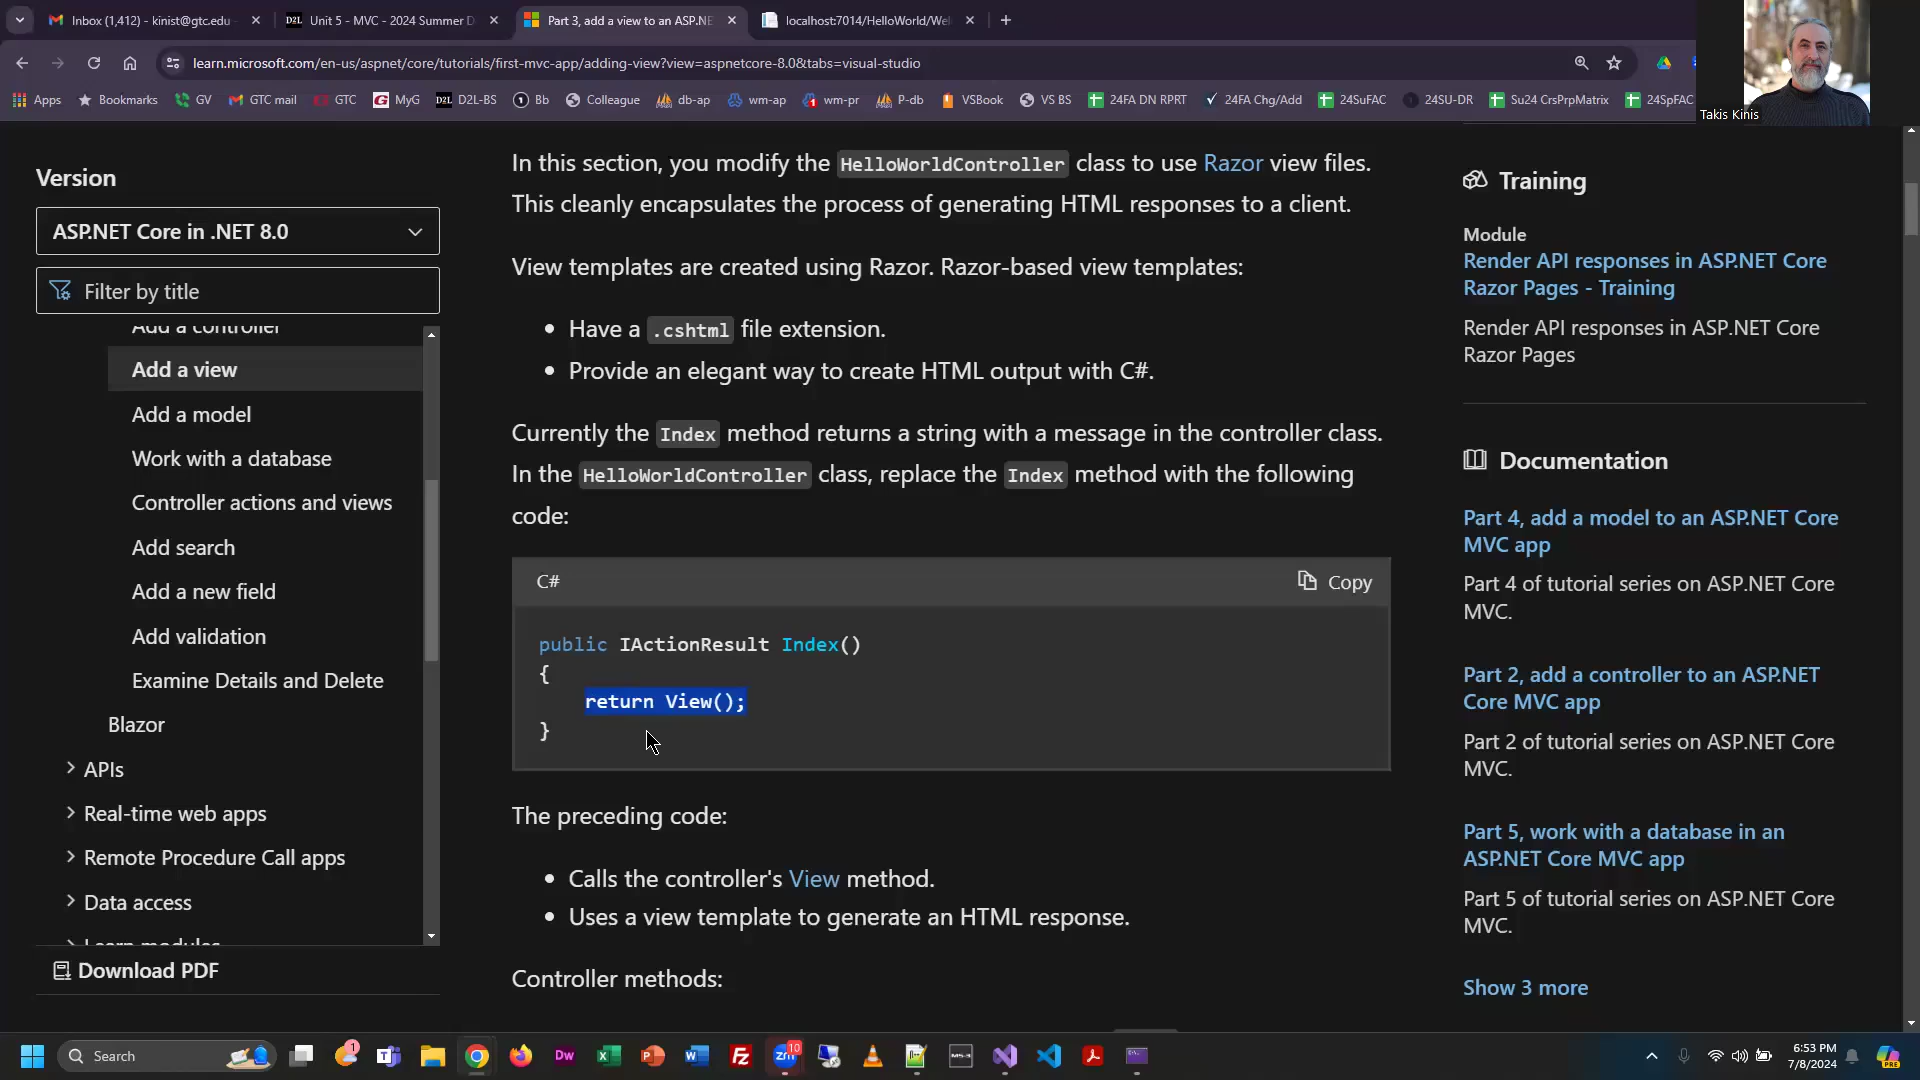 Inbox (1,412) - kinist@gtc.edu
D2L Unit 5 - MVC - 2024 Summer D
Part 3, add a view to an ASP.NE
localhost:7014/HelloWorld/Wel
learn.microsoft.com/en-us/aspnet/core/tutorials/first-mvc-app/adding-view?view=aspnetcore-8.0&tabs=visual-studio
Apps Bookmarks GV GTC mail GTC MyG D2L-BS Bb Colleague db-ap wm-ap wm-pr P-db VSBook VS BS 24FA DN RPRT 24FA Chg/Add 24SuFAC 24SU-DR Su24 CrsPrpMatrix 24SpFAC
Takis Kinis
Version
ASP.NET Core in .NET 8.0
Filter by title
Add a controller
Add a view
Add a model
Work with a database
Controller actions and views
Add search
Add a new field
Add validation
Examine Details and Delete
Blazor
APIs
Real-time web apps
Remote Procedure Call apps
Data access
Learn modules
Download PDF
In this section, you modify the HelloWorldController class to use Razor view files.
This cleanly encapsulates the process of generating HTML responses to a client.
View templates are created using Razor. Razor-based view templates:
• Have a .cshtml file extension.
• Provide an elegant way to create HTML output with C#.
Currently the Index method returns a string with a message in the controller class.
In the HelloWorldController class, replace the Index method with the following
code:
C#
Copy
public IActionResult Index()
{
return View();
}
The preceding code:
• Calls the controller's View method.
• Uses a view template to generate an HTML response.
Controller methods:
Training
Module
Render API responses in ASP.NET Core
Razor Pages - Training
Render API responses in ASP.NET Core
Razor Pages
Documentation
Part 4, add a model to an ASP.NET Core
MVC app
Part 4 of tutorial series on ASP.NET Core
MVC.
Part 2, add a controller to an ASP.NET
Core MVC app
Part 2 of tutorial series on ASP.NET Core
MVC.
Part 5, work with a database in an
ASP.NET Core MVC app
Part 5 of tutorial series on ASP.NET Core
MVC.
Show 3 more
Search
1
Dw
10
zm
6:53 PM
7/8/2024
PRE